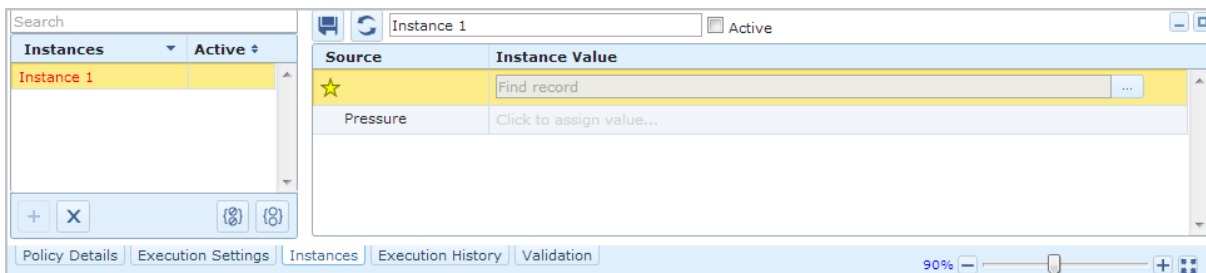 Search
Instances Active
Instance 1
Instance 1 Active
Source Instance Value
Find record ...
Pressure Click to assign value...
Policy Details Execution Settings Instances Execution History Validation
90%